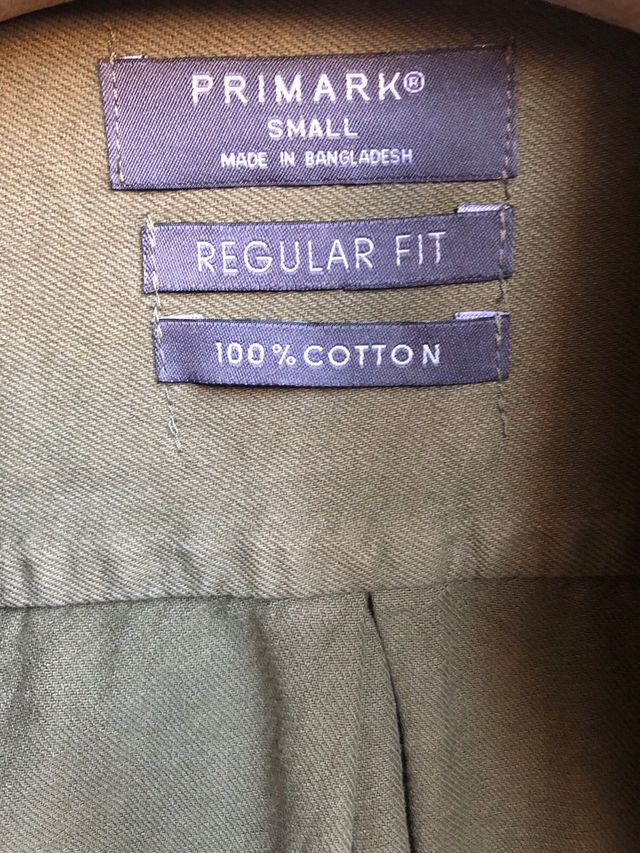 PRIMARK®
SMALL
MADE IN BANGLADESH
REGULAR FIT
100% COTTON